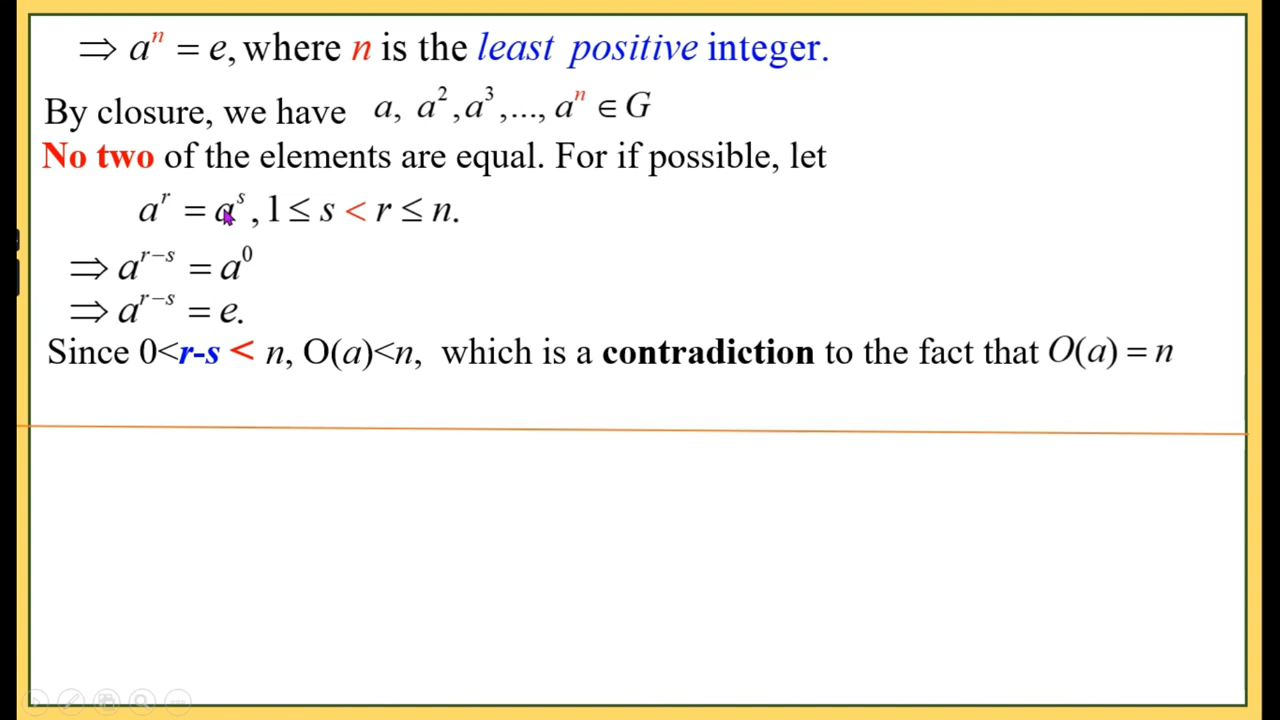 ⇒ aⁿ = e, where n is the least positive integer.
By closure, we have a, a², a³, ..., aⁿ ∈ G
No two of the elements are equal. For if possible, let
aʳ = aˢ, 1 ≤ s < r ≤ n.
⇒ aʳ⁻ˢ = a⁰
⇒ aʳ⁻ˢ = e.
Since 0<r-s < n, O(a)<n, which is a contradiction to the fact that O(a) = n